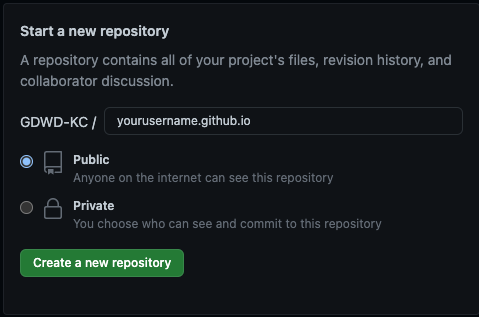 Start a new repository
A repository contains all of your project's files, revision history, and
collaborator discussion.
GDWD-KC / yourusername.github.io
Public
Anyone on the internet can see this repository
Private
You choose who can see and commit to this repository
Create a new repository